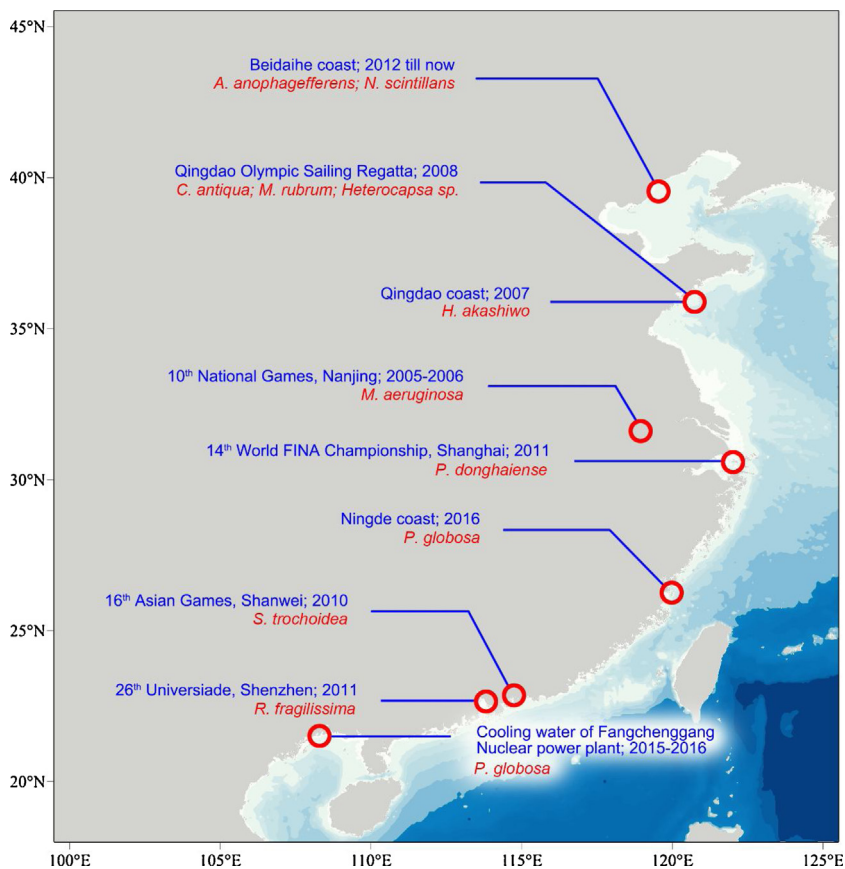 45°N
Beidaihe coast; 2012 till now
A. anophagefferens; N. scintillans
40°N
Qingdao Olympic Sailing Regatta; 2008
C. antiqua; M. rubrum; Heterocapsa sp.
Qingdao coast; 2007
H. akashiwo
35°N
10th National Games, Nanjing; 2005-2006
M. aeruginosa
14th World FINA Championship, Shanghai; 2011
P. donghaiense
30°N
Ningde coast; 2016
P. globosa
25°N
16th Asian Games, Shanwei; 2010
S. trochoidea
26th Universiade, Shenzhen; 2011
R. fragilissima
Cooling water of Fangchenggang
Nuclear power plant; 2015-2016
P. globosa
20°N
100°E 105°E 110°E 115°E 120°E 125°E